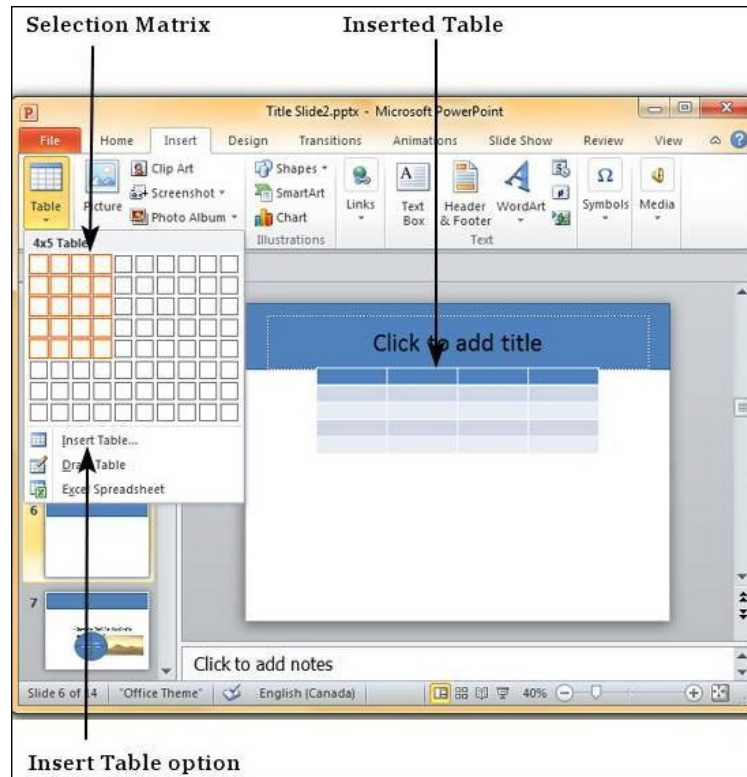 Selection Matrix
Inserted Table
Title Slide2.pptx - Microsoft PowerPoint
File Home Insert Design Transitions Animations Slide Show Review View
Table
Picture
Clip Art
Screenshot
Photo Album
Shapes
SmartArt
Chart
Illustrations
Links
Text
Box
Header
& Footer
WordArt
Text
Symbols
Media
4x5 Table
Insert Table...
Draw Table
Excel Spreadsheet
Click to add title
6
7
Click to add notes
Slide 6 of 14
"Office Theme"
English (Canada)
40%
Insert Table option